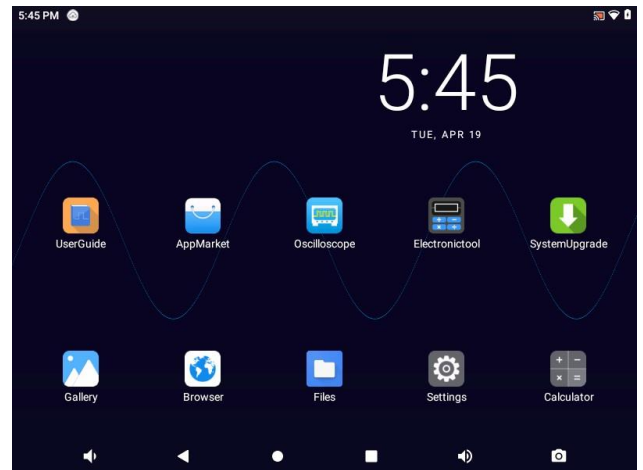 5:45 PM
5:45
TUE, APR 19
UserGuide AppMarket Oscilloscope Electronictool SystemUpgrade
Gallery Browser Files Settings Calculator